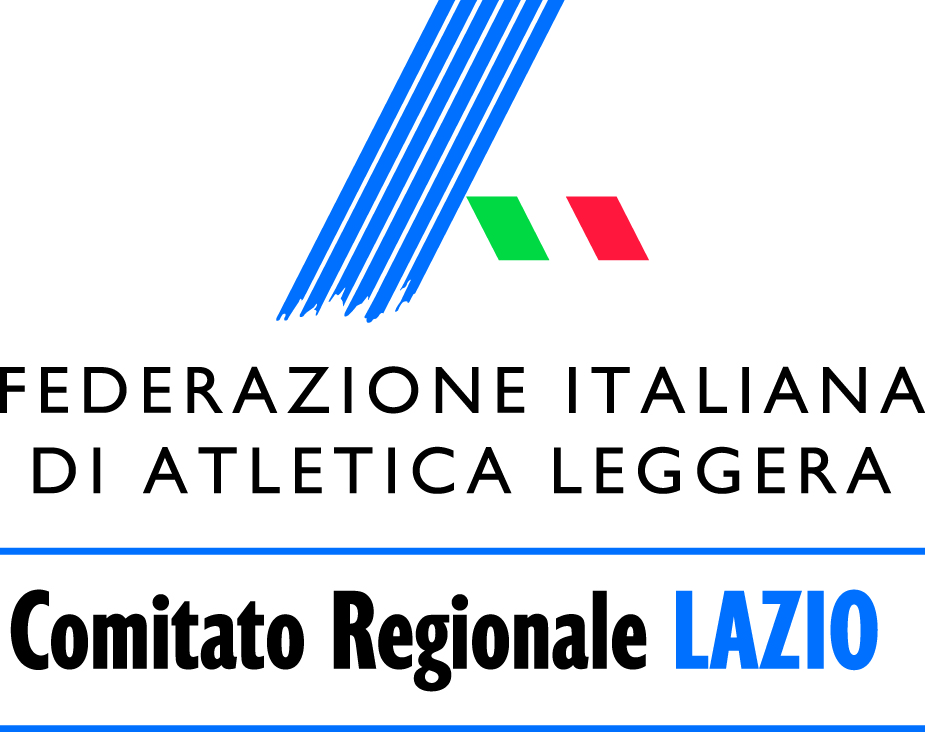 FEDERAZIONE ITALIANA
DI ATLETICA LEGGERA
Comitato Regionale LAZIO